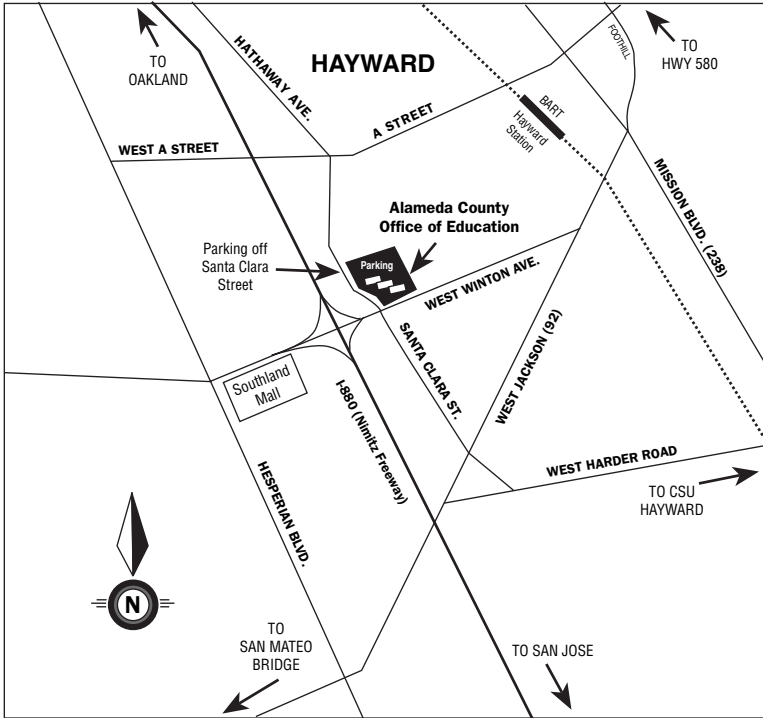 TO
OAKLAND
HATHAWAY AVE.
HAYWARD
FOOTHILL
TO
HWY 580
A STREET
BART
Hayward
Station
WEST A STREET
MISSION BLVD. (238)
Alameda County
Office of Education
Parking off
Santa Clara
Street
Parking
WEST WINTON AVE.
SANTA CLARA ST.
WEST JACKSON (92)
Southland
Mall
I-880 (Nimitz Freeway)
HESPERIAN BLVD.
WEST HARDER ROAD
TO CSU
HAYWARD
N
TO
SAN MATEO
BRIDGE
TO SAN JOSE